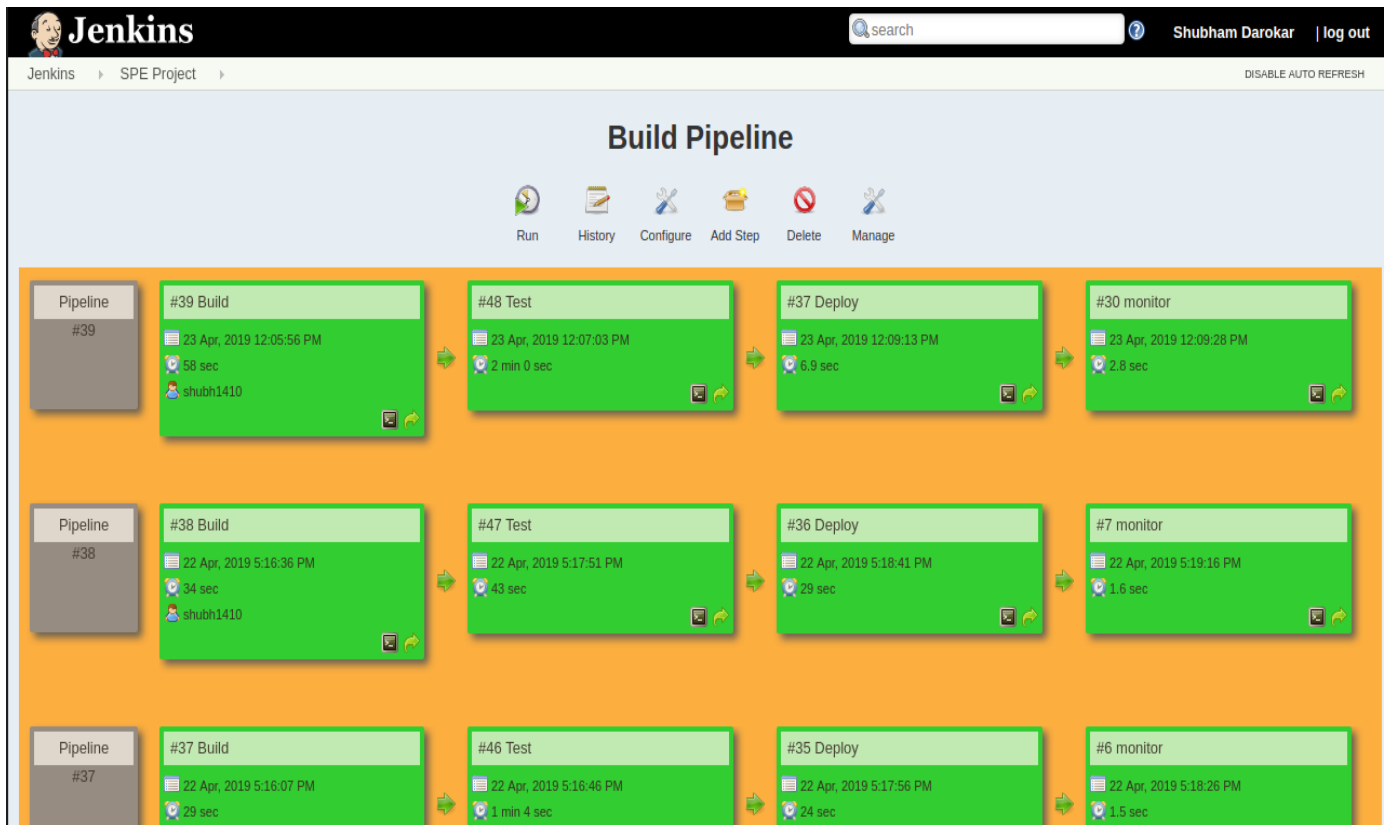 Jenkins
search
Shubham Darokar
| log out
Jenkins
SPE Project
DISABLE AUTO REFRESH
Build Pipeline
Run
History
Configure
Add Step
Delete
Manage
Pipeline
#39
#39 Build
23 Apr, 2019 12:05:56 PM
58 sec
shubh1410
#48 Test
23 Apr, 2019 12:07:03 PM
2 min 0 sec
#37 Deploy
23 Apr, 2019 12:09:13 PM
6.9 sec
#30 monitor
23 Apr, 2019 12:09:28 PM
2.8 sec
Pipeline
#38
#38 Build
22 Apr, 2019 5:16:36 PM
34 sec
shubh1410
#47 Test
22 Apr, 2019 5:17:51 PM
43 sec
#36 Deploy
22 Apr, 2019 5:18:41 PM
29 sec
#7 monitor
22 Apr, 2019 5:19:16 PM
1.6 sec
Pipeline
#37
#37 Build
22 Apr, 2019 5:16:07 PM
29 sec
#46 Test
22 Apr, 2019 5:16:46 PM
1 min 4 sec
#35 Deploy
22 Apr, 2019 5:17:56 PM
24 sec
#6 monitor
22 Apr, 2019 5:18:26 PM
1.5 sec